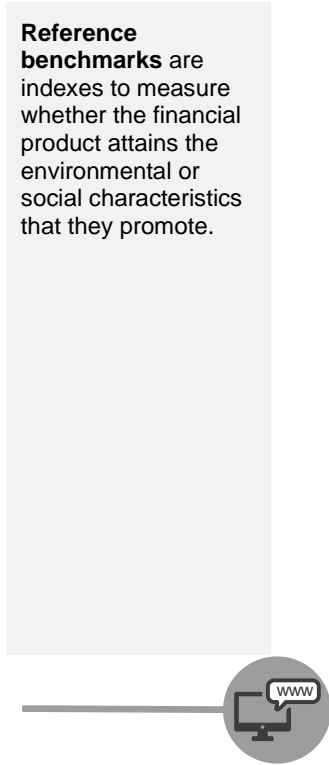 Reference
benchmarks are
indexes to measure
whether the financial
product attains the
environmental or
social characteristics
that they promote.
www